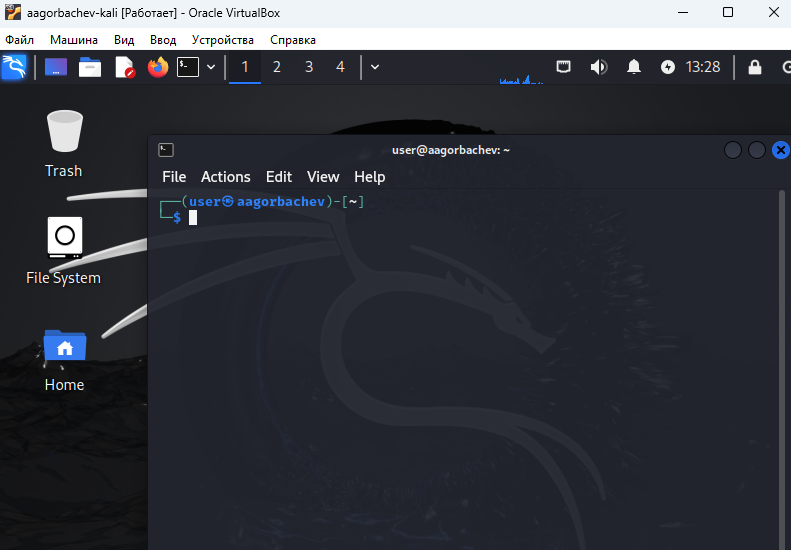 aagorbachev-kali [Работает] - Oracle VirtualBox
Файл Машина Вид Ввод Устройства Справка
1 2 3 4 13:28
Trash
File System
Home
user@aagorbachev: ~
File Actions Edit View Help
┌──(user㉿aagorbachev)-[~]
└─$